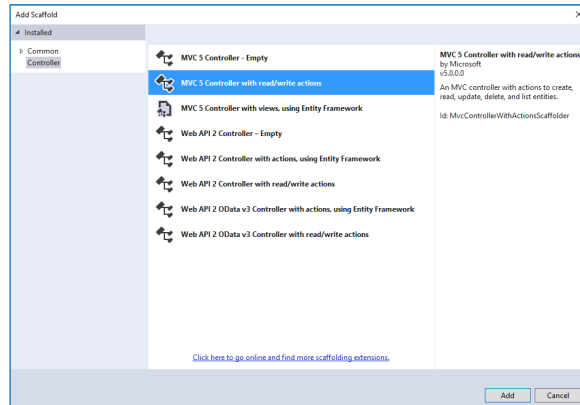 Add Scaffold
Installed
Common
Controller
MVC 5 Controller - Empty
MVC 5 Controller with read/write actions
MVC 5 Controller with views, using Entity Framework
Web API 2 Controller – Empty
Web API 2 Controller with actions, using Entity Framework
Web API 2 Controller with read/write actions
Web API 2 OData v3 Controller with actions, using Entity Framework
Web API 2 OData v3 Controller with read/write actions
Click here to go online and find more scaffolding extensions.
MVC 5 Controller with read/write actions
by Microsoft
v5.0.0.0
An MVC controller with actions to create,
read, update, delete, and list entities.
Id: MvcControllerWithActionsScaffolder
Add
Cancel